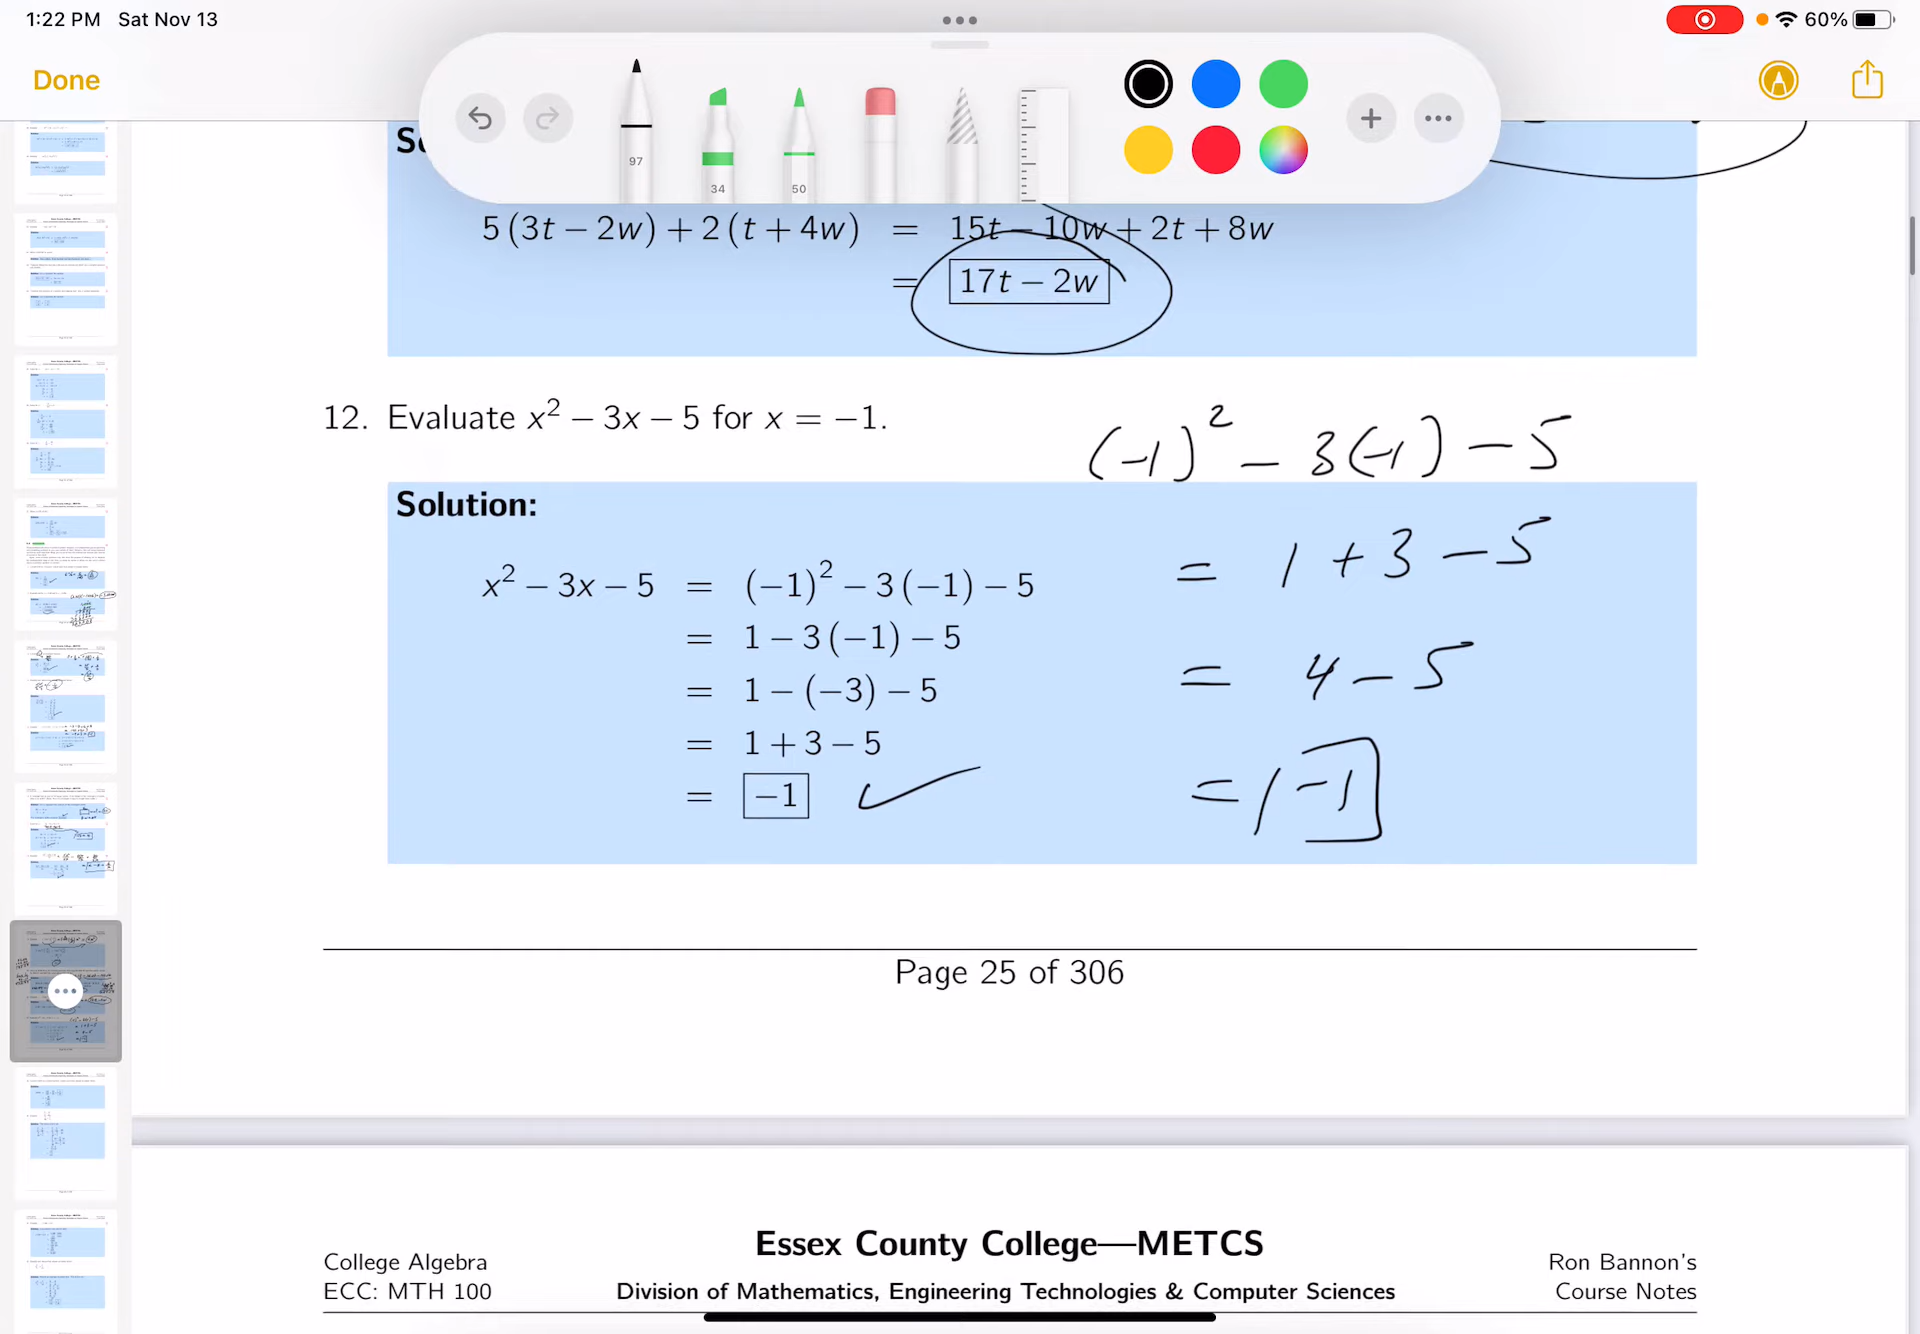 1:22 PM Sat Nov 13
60%
Done
97
34
50
5(3t − 2w) + 2(t + 4w) = 15t − 10w + 2t + 8w
= 17t − 2w
12. Evaluate x² − 3x − 5 for x = −1.
(-1)² − 3(-1) − 5
Solution:
= 1 + 3 − 5
x² − 3x − 5 = (−1)² − 3(−1) − 5
= 1 − 3(−1) − 5
= 4 − 5
= 1 − (−3) − 5
= 1 + 3 − 5
= −1
= -1
Page 25 of 306
Essex County College—METCS
College Algebra
Ron Bannon's
ECC: MTH 100
Division of Mathematics, Engineering Technologies & Computer Sciences
Course Notes